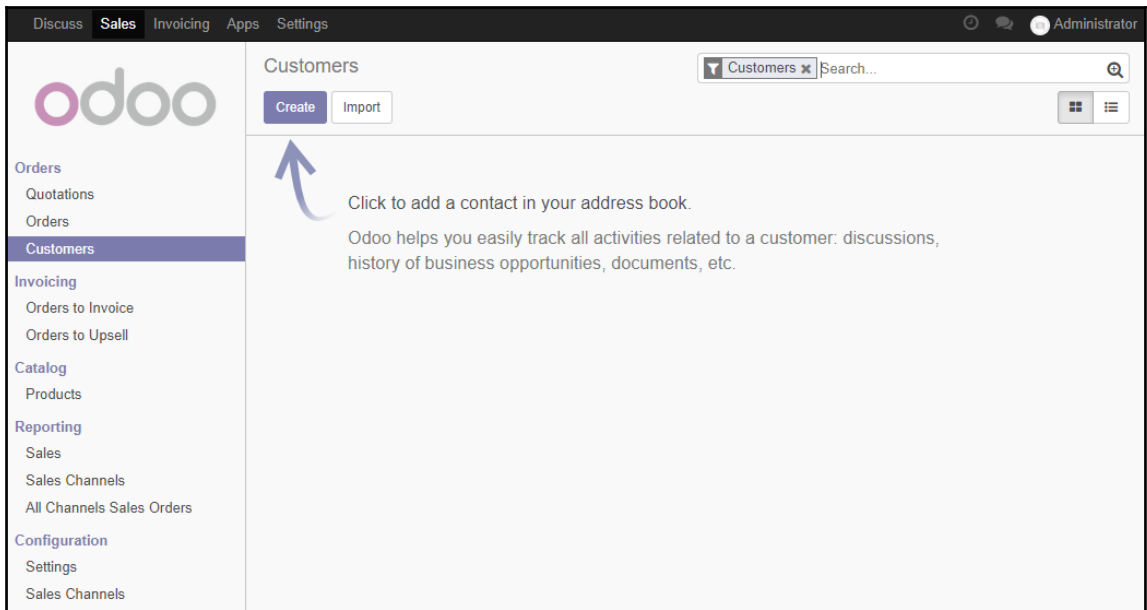 Discuss Sales Invoicing Apps Settings Administrator
odoo
Customers
Customers Search...
Create Import
Orders
Quotations
Orders
Customers
Invoicing
Orders to Invoice
Orders to Upsell
Catalog
Products
Reporting
Sales
Sales Channels
All Channels Sales Orders
Configuration
Settings
Sales Channels
Click to add a contact in your address book.
Odoo helps you easily track all activities related to a customer: discussions,
history of business opportunities, documents, etc.